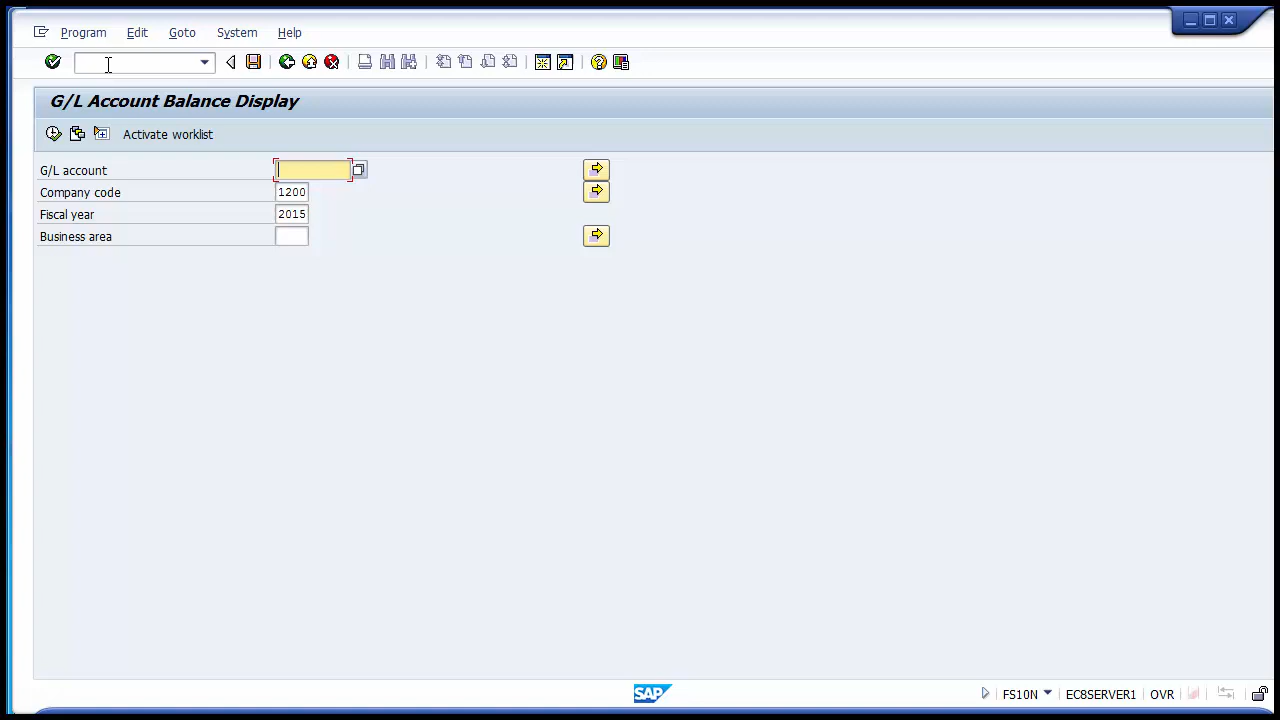 Program Edit Goto System Help
G/L Account Balance Display
Activate worklist
G/L account
Company code 1200
Fiscal year 2015
Business area
SAP FS10N EC8SERVER1 OVR